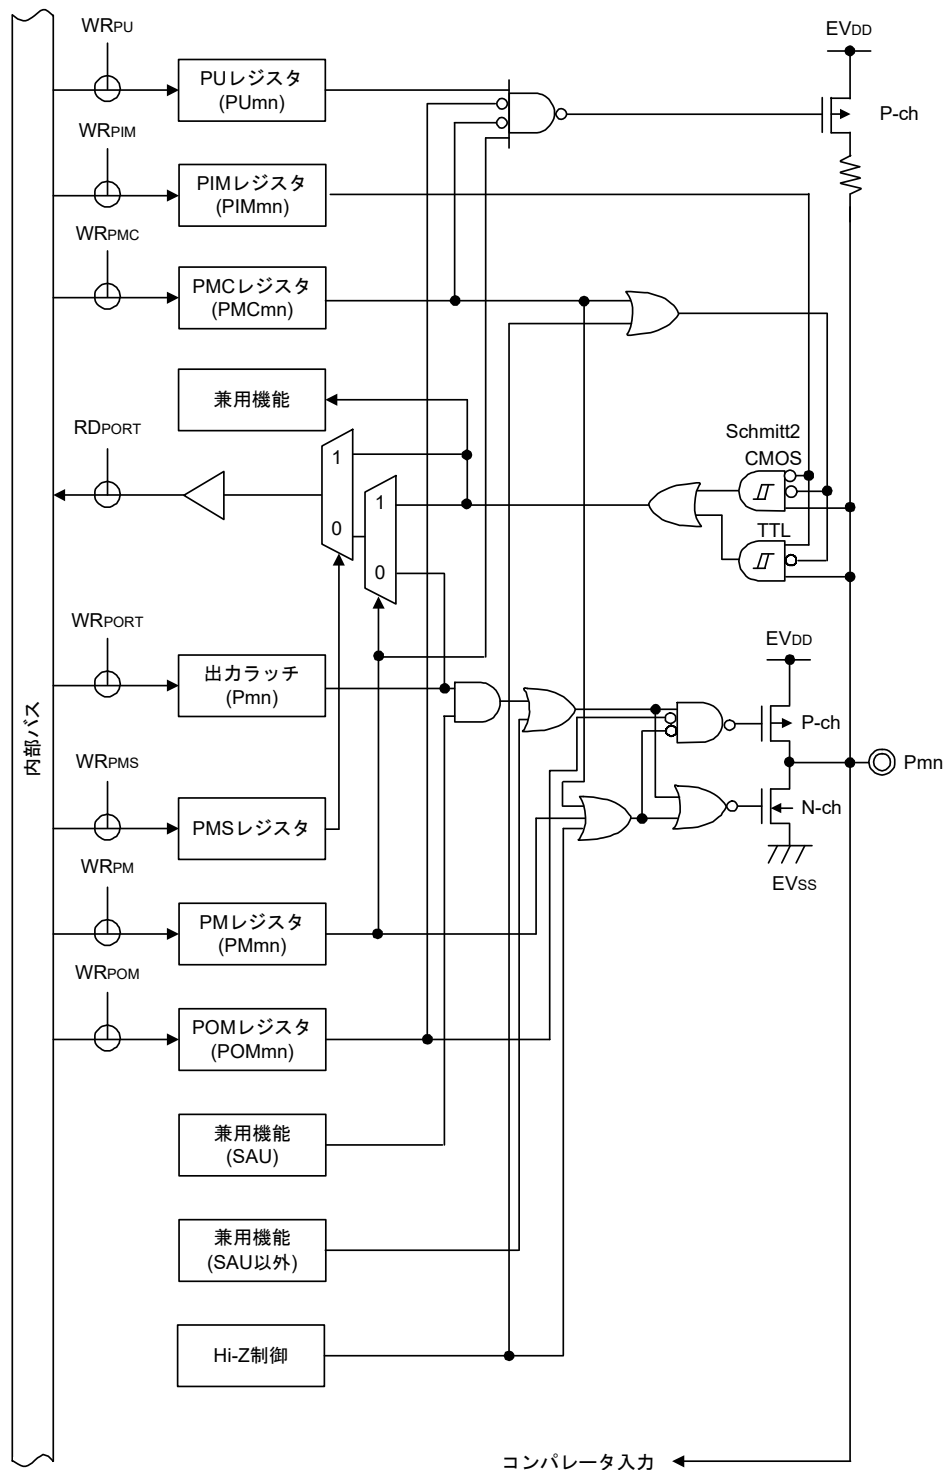 WRPU
EVDD
PUレジスタ
(PUmn)
P-ch
WRPIM
PIMレジスタ
(PIMmn)
WRPMC
PMCレジスタ
(PMCmn)
兼用機能
RDPORT
1
0
1
0
Schmitt2
CMOS
TTL
WRPORT
出力ラッチ
(Pmn)
EVDD
P-ch
Pmn
N-ch
EVSS
内部バス
WRPMS
PMSレジスタ
WRPM
PMレジスタ
(PMmn)
WRPOM
POMレジスタ
(POMmn)
兼用機能
(SAU)
兼用機能
(SAU以外)
Hi-Z制御
コンパレータ入力